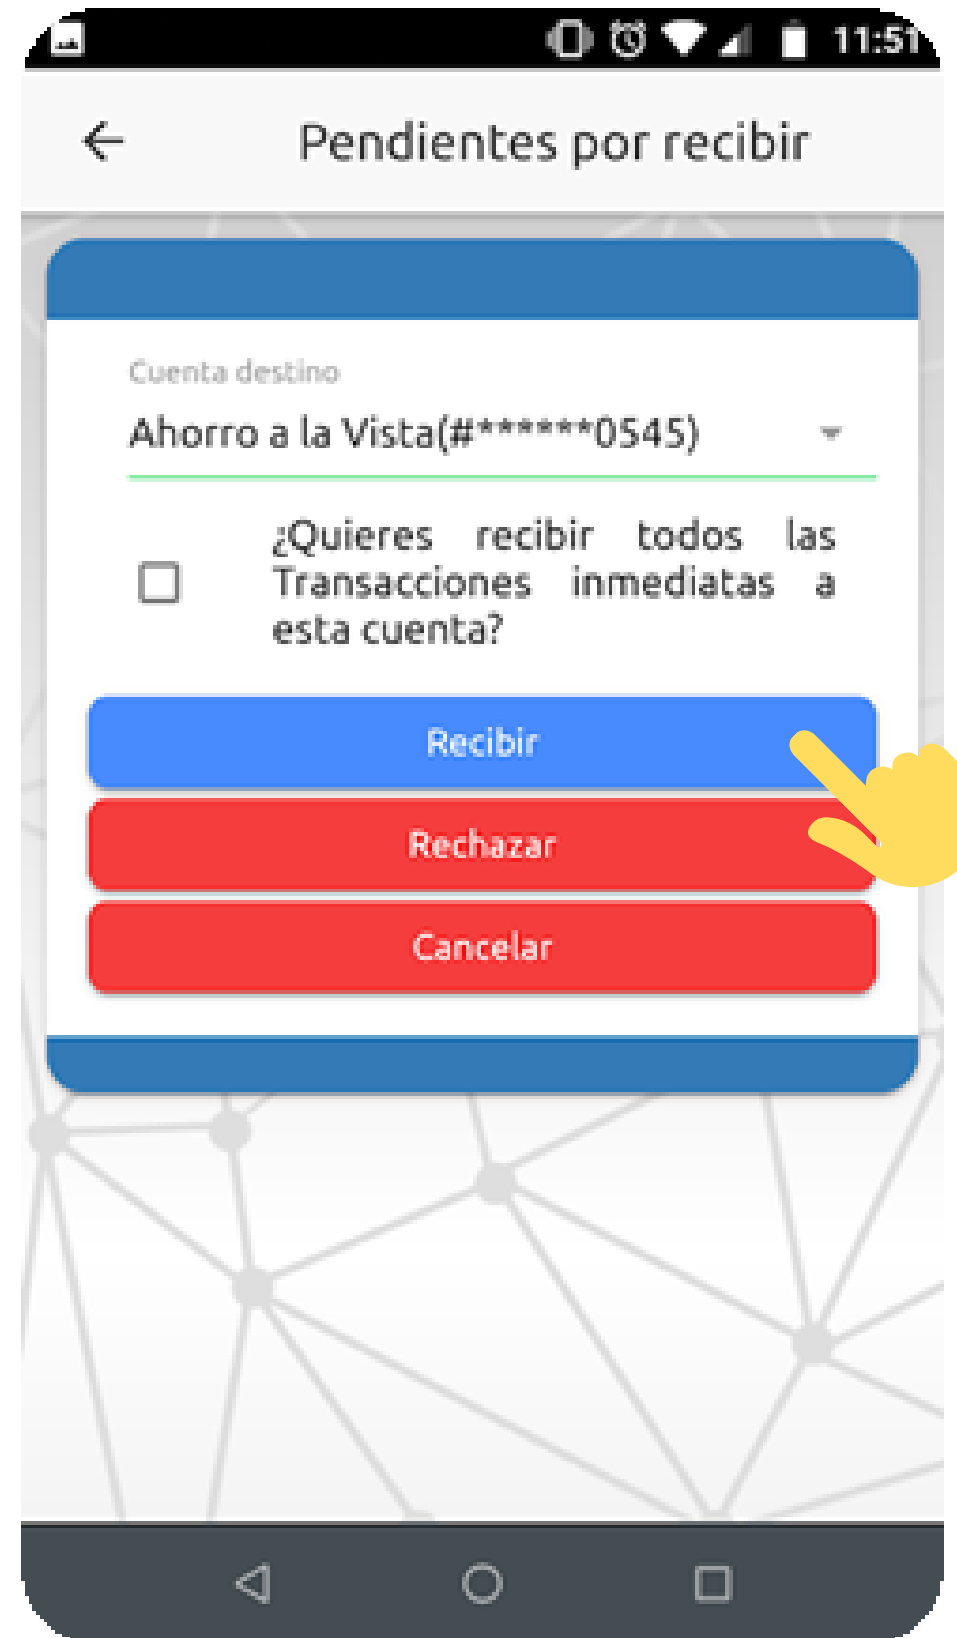 11:51
Pendientes por recibir
Cuenta destino
Ahorro a la Vista(#******0545)
¿Quieres recibir todos las
Transacciones inmediatas a
esta cuenta?
Recibir
Rechazar
Cancelar